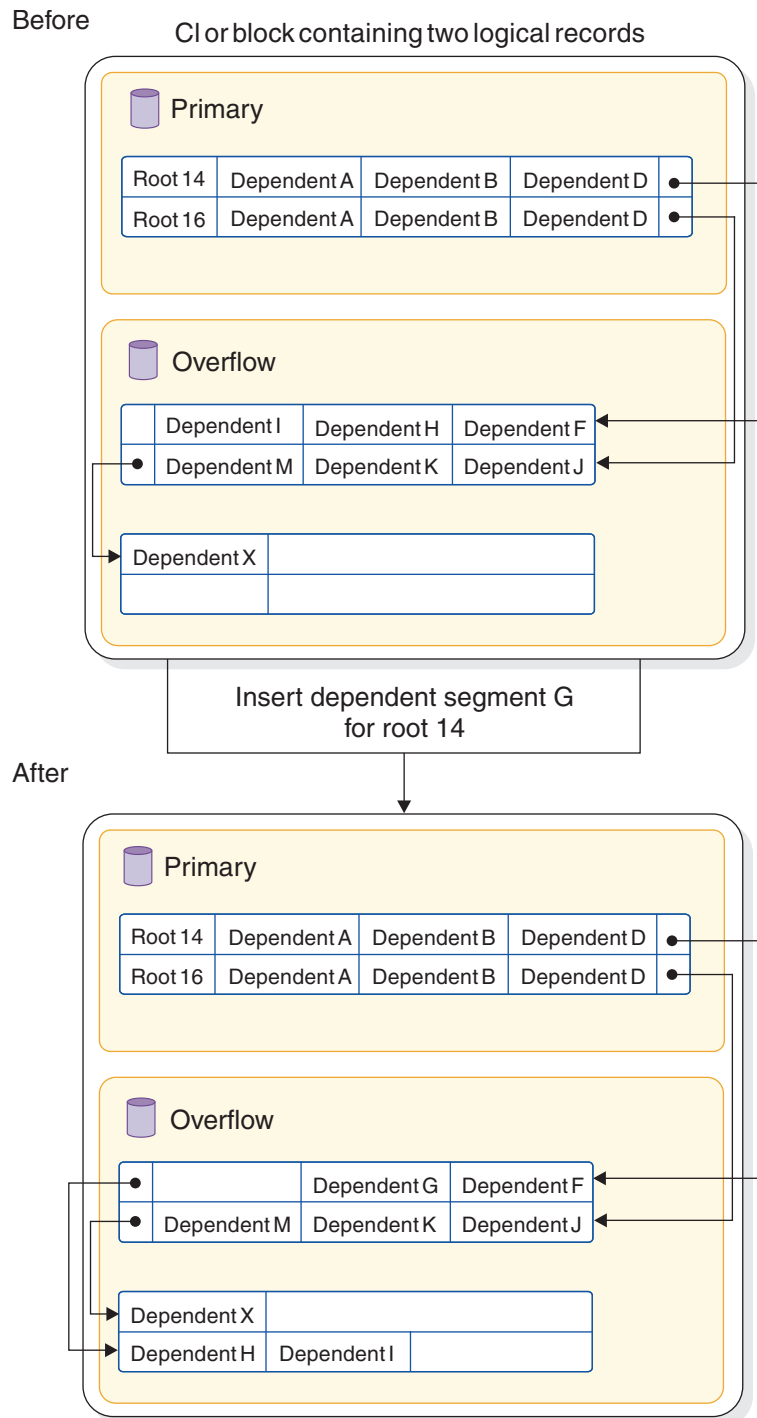 Before
CI or block containing two logical records
Primary
Root 14 Dependent A Dependent B Dependent D
Root 16 Dependent A Dependent B Dependent D
Overflow
Dependent I Dependent H Dependent F
Dependent M Dependent K Dependent J
Dependent X
Insert dependent segment G
for root 14
After
Primary
Root 14 Dependent A Dependent B Dependent D
Root 16 Dependent A Dependent B Dependent D
Overflow
Dependent G Dependent F
Dependent M Dependent K Dependent J
Dependent X
Dependent H Dependent I